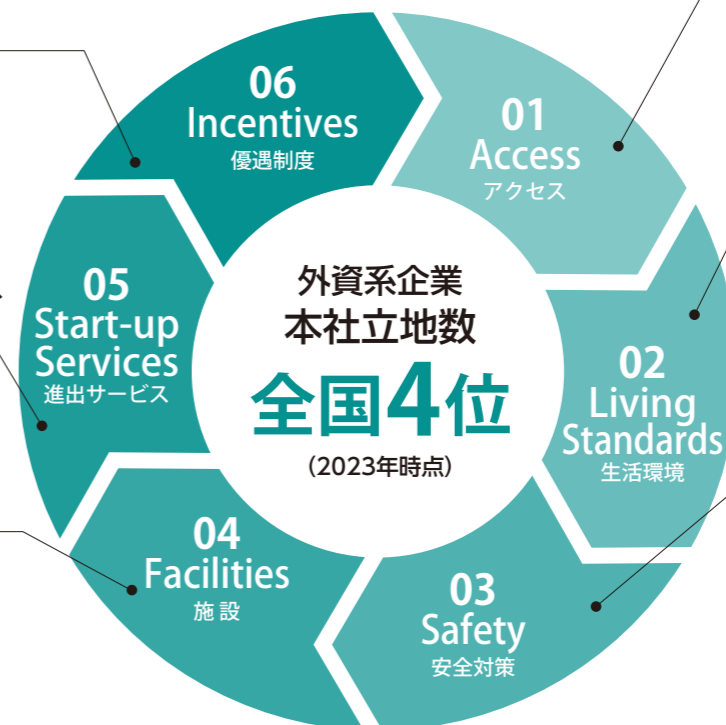 外資系企業
本社立地数
全国4位
（2023年時点）
01
Access
アクセス
02
Living
Standards
生活環境
03
Safety
安全対策
04
Facilities
施設
05
Start-up
Services
進出サービス
06
Incentives
優遇制度